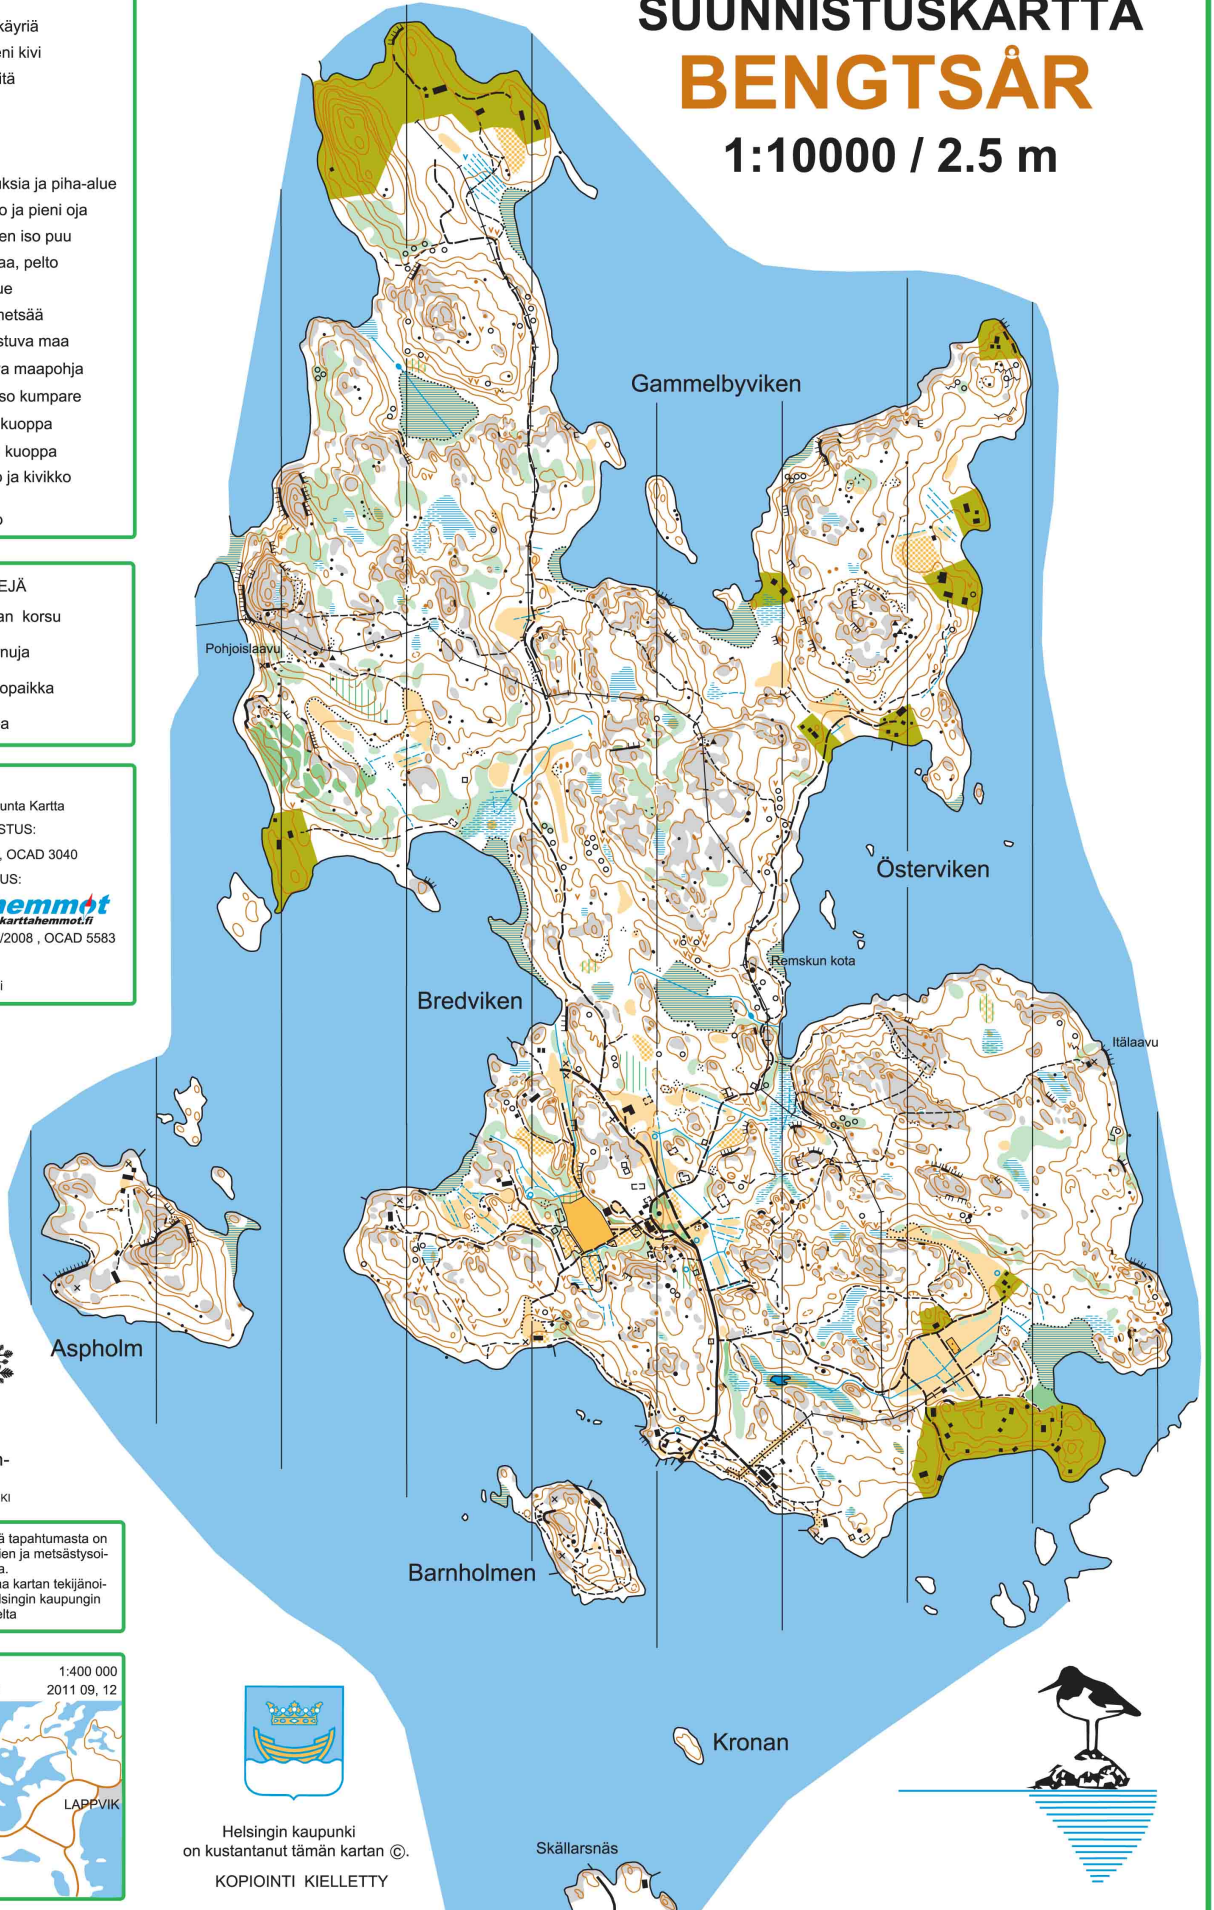 SUUNNISTUSKARTTA
BENGTSÅR
1:10000 / 2.5 m
käyriä
eni kivi
itä
uksia ja piha-alue
o ja pieni oja
en iso puu
aa, pelto
ue
metsää
stuva maa
va maapohja
so kumpare
kuoppa
kuoppa
o ja kivikko
o
EJÄ
an korsu
nuja
opaikka
a
unta Kartta
STUS:
, OCAD 3040
US:
hemmot
karttahemmot.fi
/2008 , OCAD 5583
i
Gammelbyviken
Pohjoislaavu
Österviken
Remskun kota
Bredviken
Itälaavu
Aspholm
Barnholmen
n-
KI
ä tapahtumasta on
ien ja metsästysoi-
a.
na kartan tekijänoi-
lsingin kaupungin
elta
1:400 000
2011 09, 12
LAPPVIK
Kronan
Skällarsnäs
Helsingin kaupunki
on kustantanut tämän kartan ©.
KOPIOINTI KIELLETTY